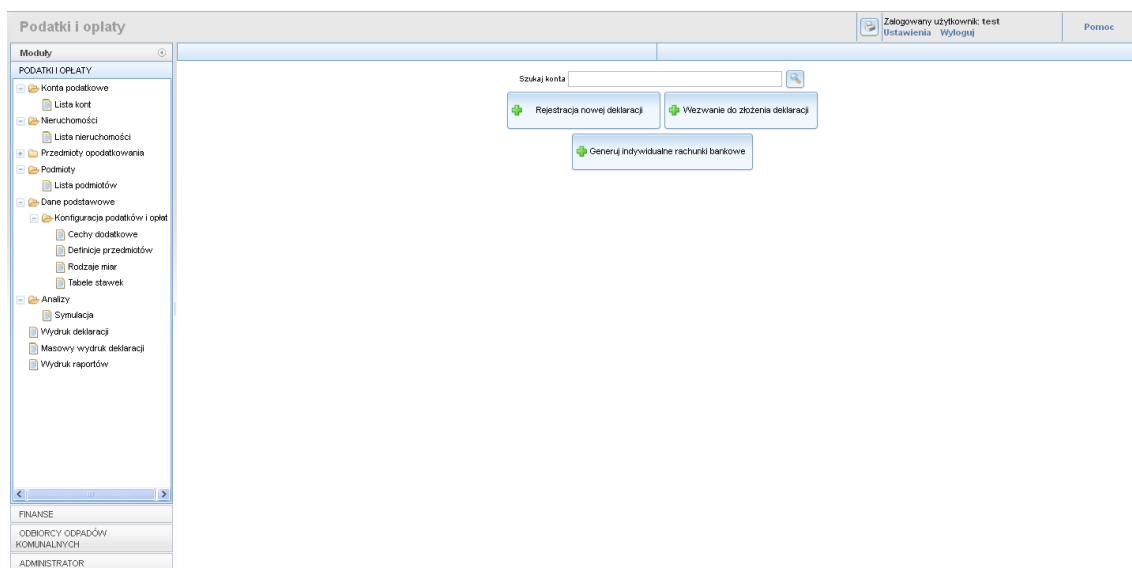 Podatki i opłaty
Zalogowany użytkownik: test
Ustawienia Wyloguj
Pomoc
Moduły
PODATKI I OPŁATY
Konta podatkowe
Lista kont
Nieruchomości
Lista nieruchomości
Przedmioty opodatkowania
Podmioty
Lista podmiotów
Dane podstawowe
Konfiguracja podatków i opłat
Cechy dodatkowe
Definicje przedmiotów
Rodzaje miar
Tabele stawek
Analizy
Symulacja
Wydruk deklaracji
Masowy wydruk deklaracji
Wydruk raportów
FINANSE
ODBIORCY ODPADÓW
KOMUNALNYCH
ADMINISTRATOR
Szukaj konta
Rejestracja nowej deklaracji
Wezwanie do złożenia deklaracji
Generuj indywidualne rachunki bankowe